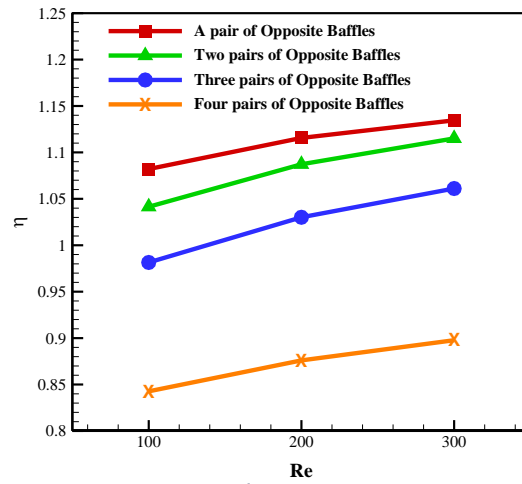 1.25
A pair of Opposite Baffles
1.2
Two pairs of Opposite Baffles
Three pairs of Opposite Baffles
1.15
X Four pairs of Opposite Baffles
1.1
1.05
η
1
0.95
0.9
0.85
0.8
100 200 300
Re